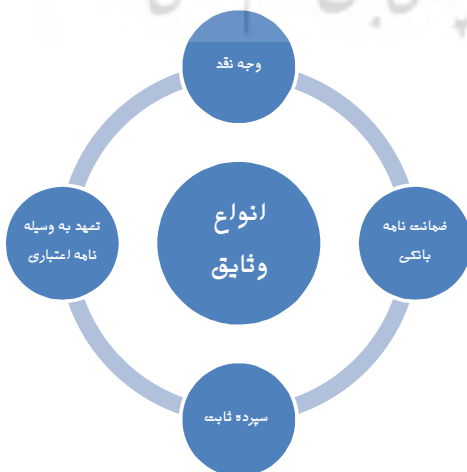 وجه نقد
انواع
وثایق
ضمانت نامه
بانکی
تعهد به وسیله
نامه اعتباری
سپرده ثابت